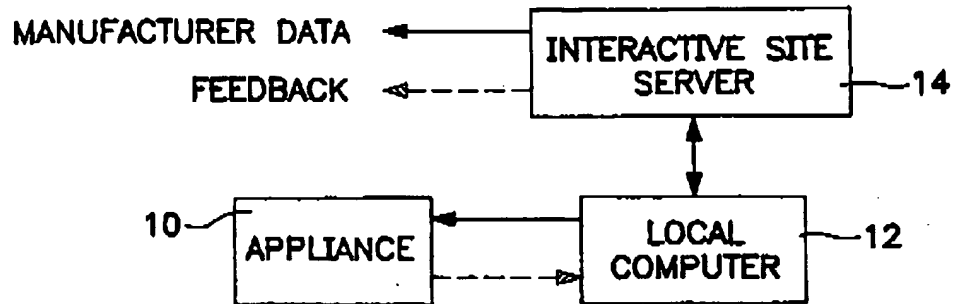 MANUFACTURER DATA
FEEDBACK
INTERACTIVE SITE
SERVER
14
10
APPLIANCE
LOCAL
COMPUTER
12